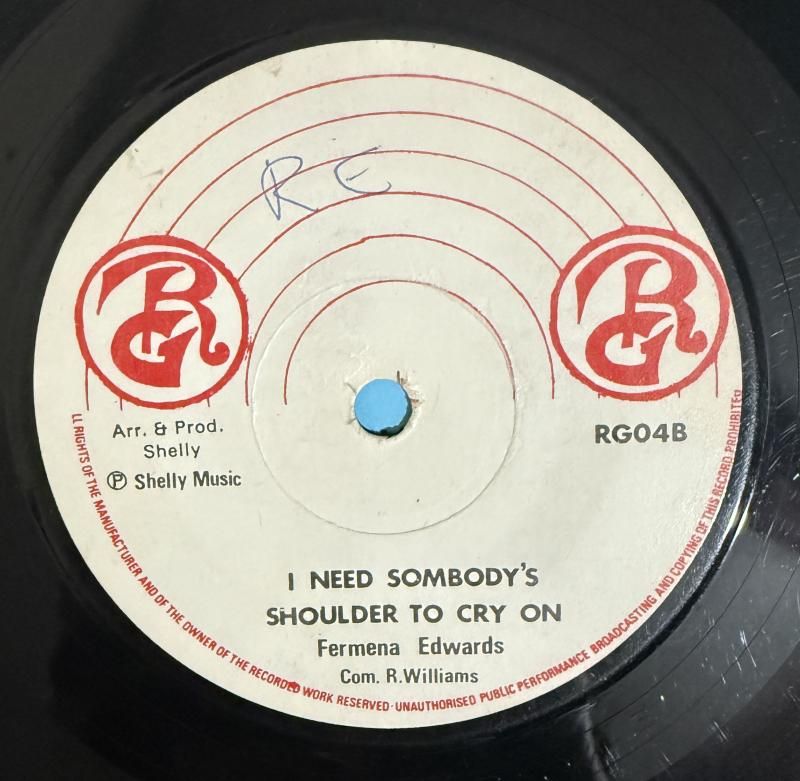 RE
RG
RG
Arr. & Prod.
Shelly
℗ Shelly Music
RG04B
I NEED SOMBODY'S
SHOULDER TO CRY ON
Fermena Edwards
Com. R.Williams
LL RIGHTS OF THE MANUFACTURER AND OF THE OWNER OF THE RECORDED WORK RESERVED · UNAUTHORISED PUBLIC PERFORMANCE BROADCASTING AND COPYING OF THIS RECORD PROHIBITED